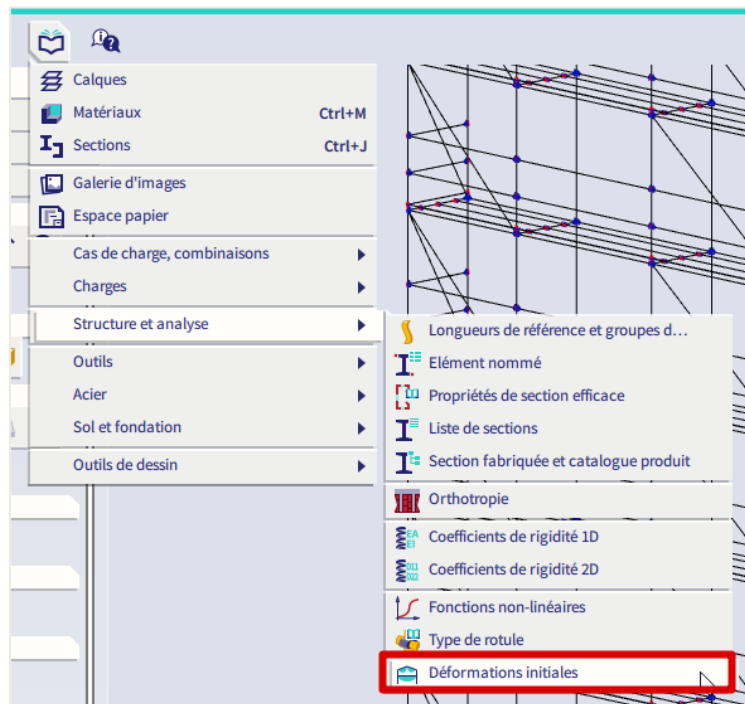 Calques
Matériaux Ctrl+M
Sections Ctrl+J
Galerie d'images
Espace papier
Cas de charge, combinaisons
Charges
Structure et analyse
Outils
Acier
Sol et fondation
Outils de dessin
Longueurs de référence et groupes d...
Elément nommé
Propriétés de section efficace
Liste de sections
Section fabriquée et catalogue produit
Orthotropie
Coefficients de rigidité 1D
Coefficients de rigidité 2D
Fonctions non-linéaires
Type de rotule
Déformations initiales